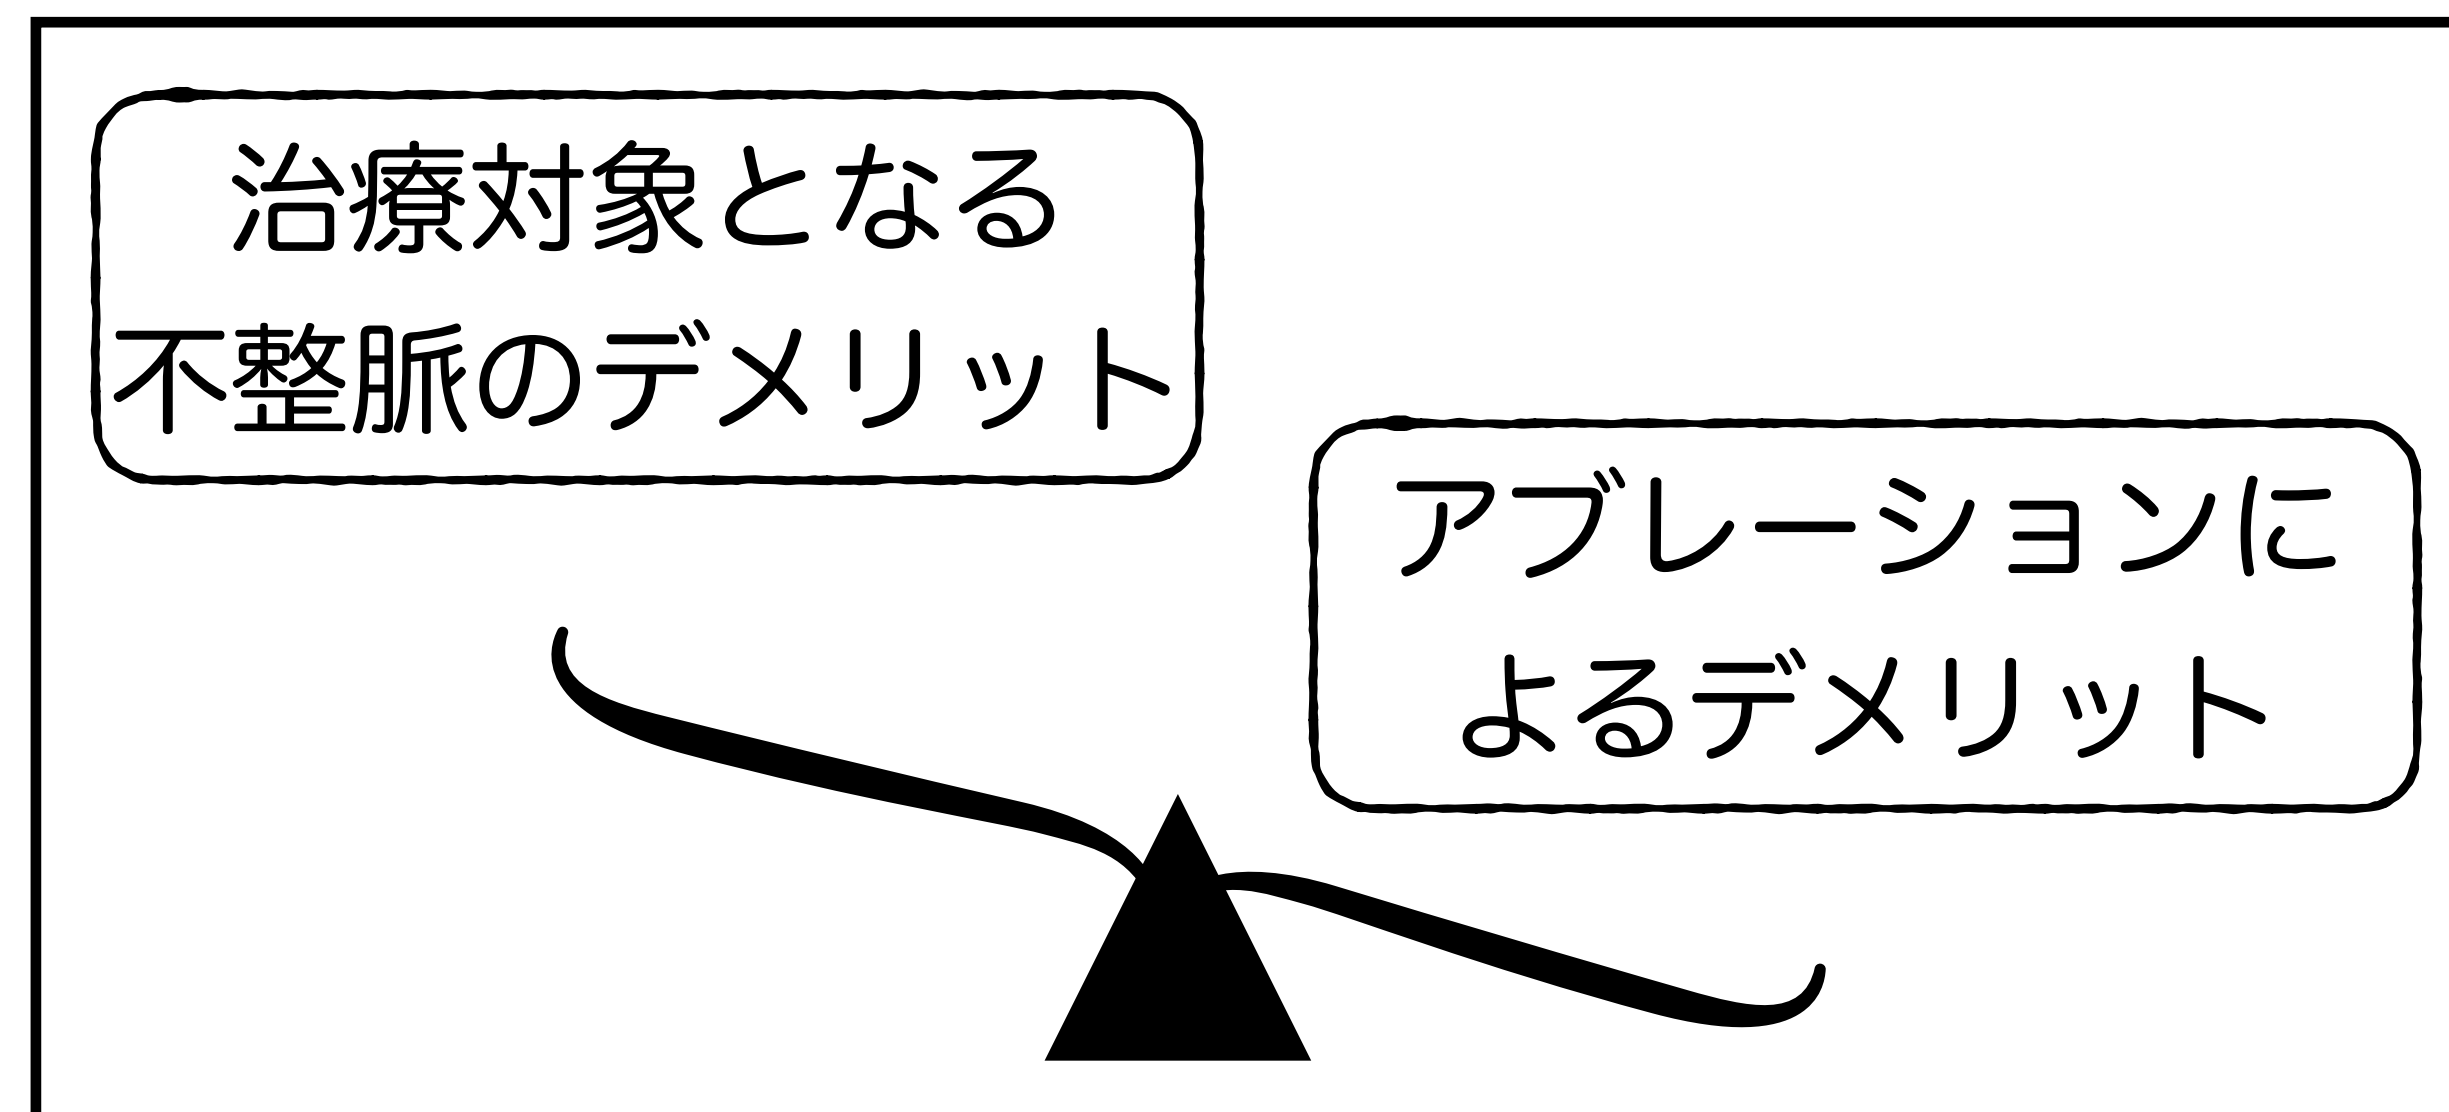 治療対象となる
不整脈のデメリット
アブレーションに
よるデメリット